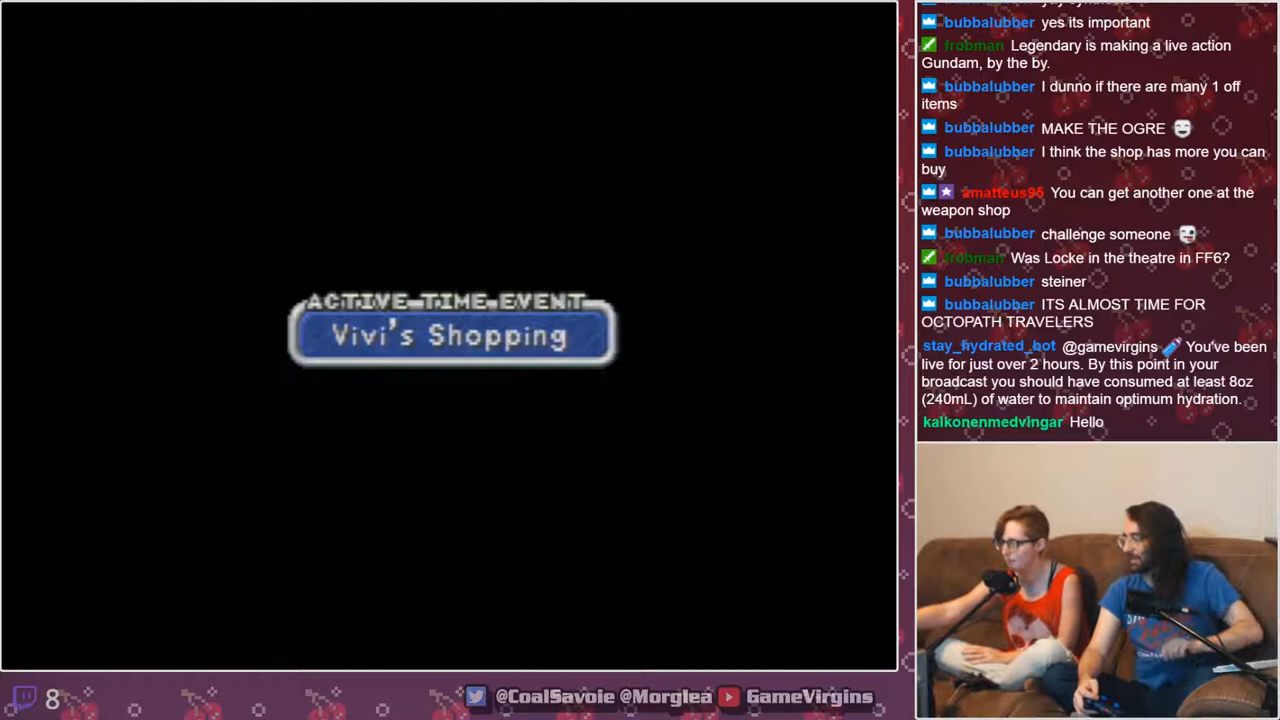 ACTIVE TIME EVENT
Vivi's Shopping
bubbalubber yes its important
frobman Legendary is making a live action
Gundam, by the by.
bubbalubber I dunno if there are many 1 off
items
bubbalubber MAKE THE OGRE
bubbalubber I think the shop has more you can
buy
amatteus95 You can get another one at the
weapon shop
bubbalubber challenge someone
frobman Was Locke in the theatre in FF6?
bubbalubber steiner
bubbalubber ITS ALMOST TIME FOR
OCTOPATH TRAVELERS
stay_hydrated_bot @gamevirgins You've been
live for just over 2 hours. By this point in your
broadcast you should have consumed at least 8oz
(240mL) of water to maintain optimum hydration.
kalkonenmedvingar Hello
8
@CoalSavoie @Morglea GameVirgins